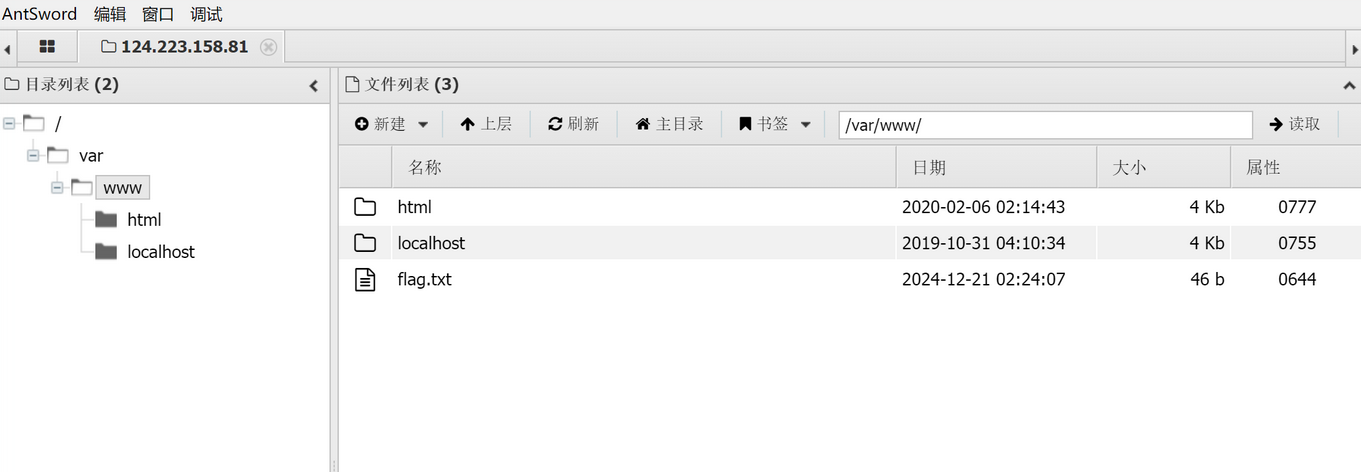 AntSword 编辑 窗口 调试
124.223.158.81
目录列表 (2)
文件列表 (3)
新建 上层 刷新 主目录 书签 /var/www/ 读取
/
var
www
html
localhost
名称 日期 大小 属性
html 2020-02-06 02:14:43 4 Kb 0777
localhost 2019-10-31 04:10:34 4 Kb 0755
flag.txt 2024-12-21 02:24:07 46 b 0644